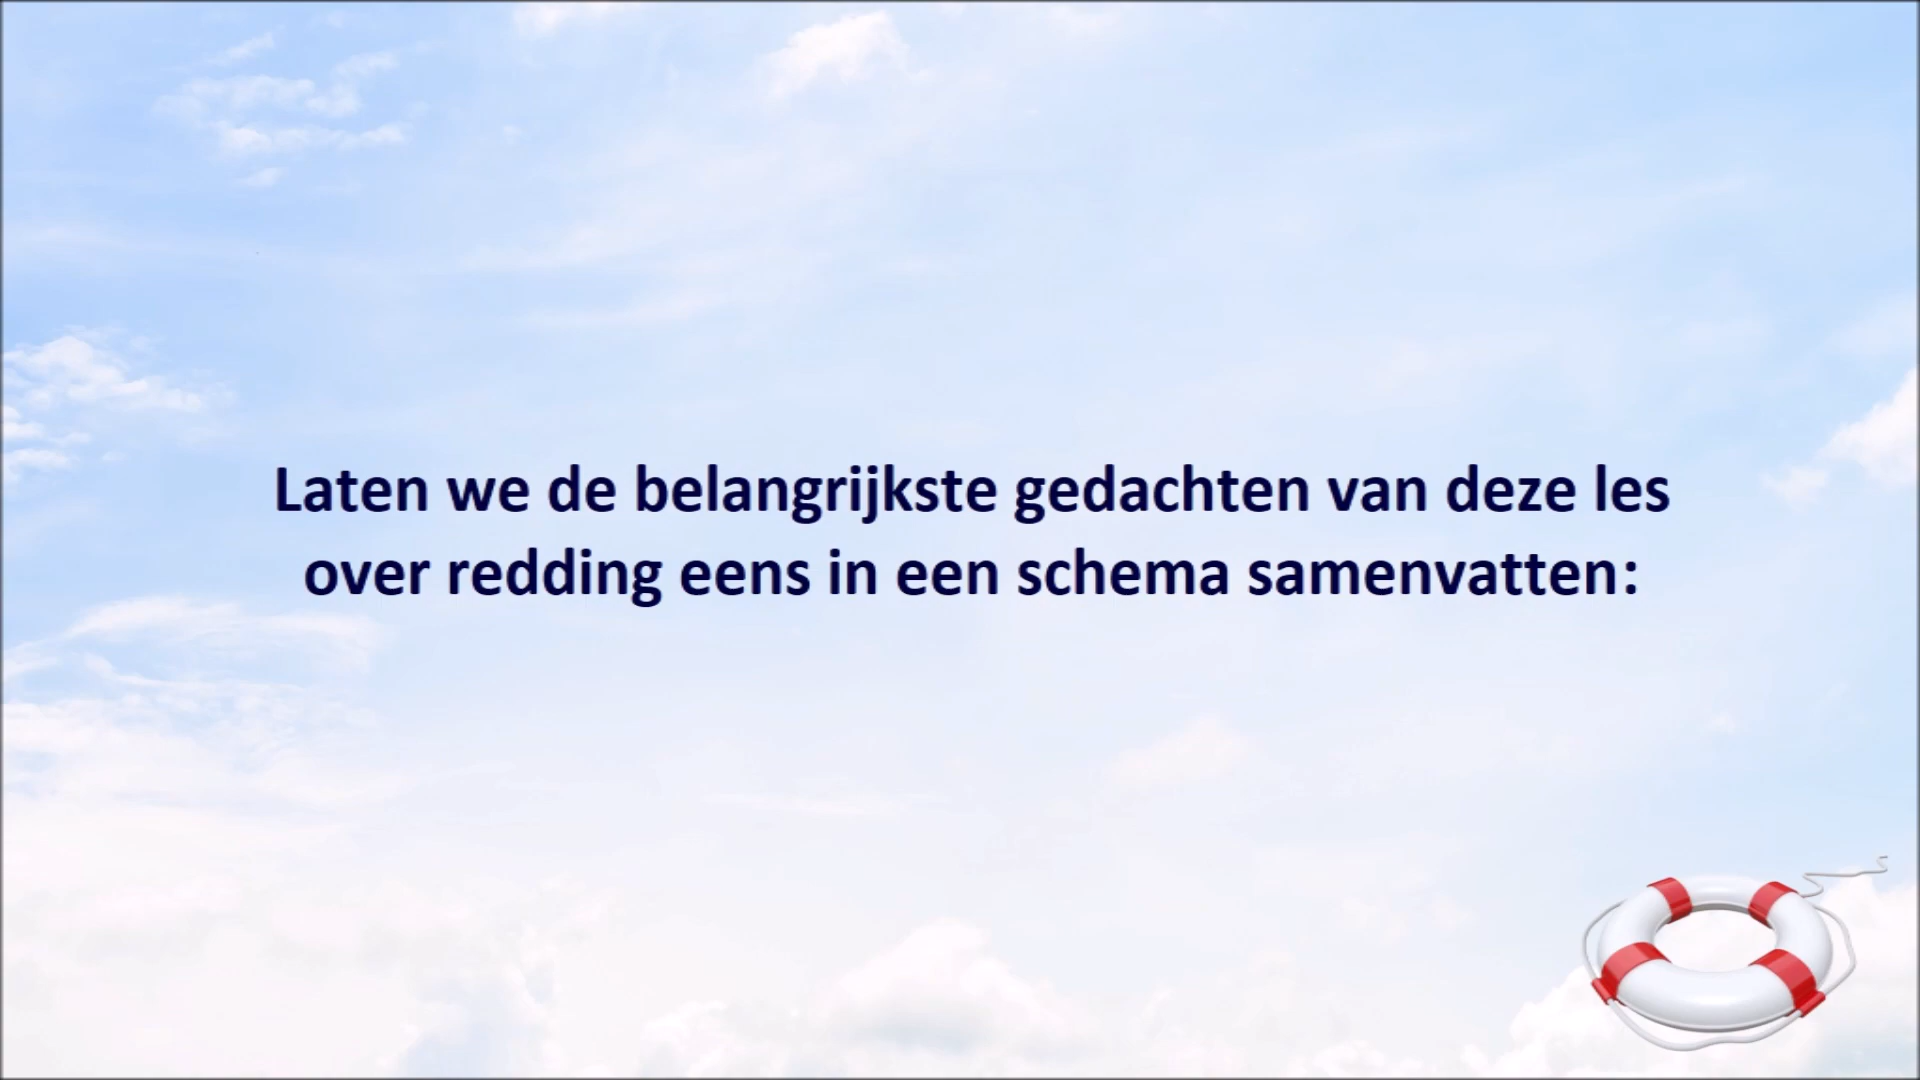 Laten we de belangrijkste gedachten van deze les
over redding eens in een schema samenvatten: